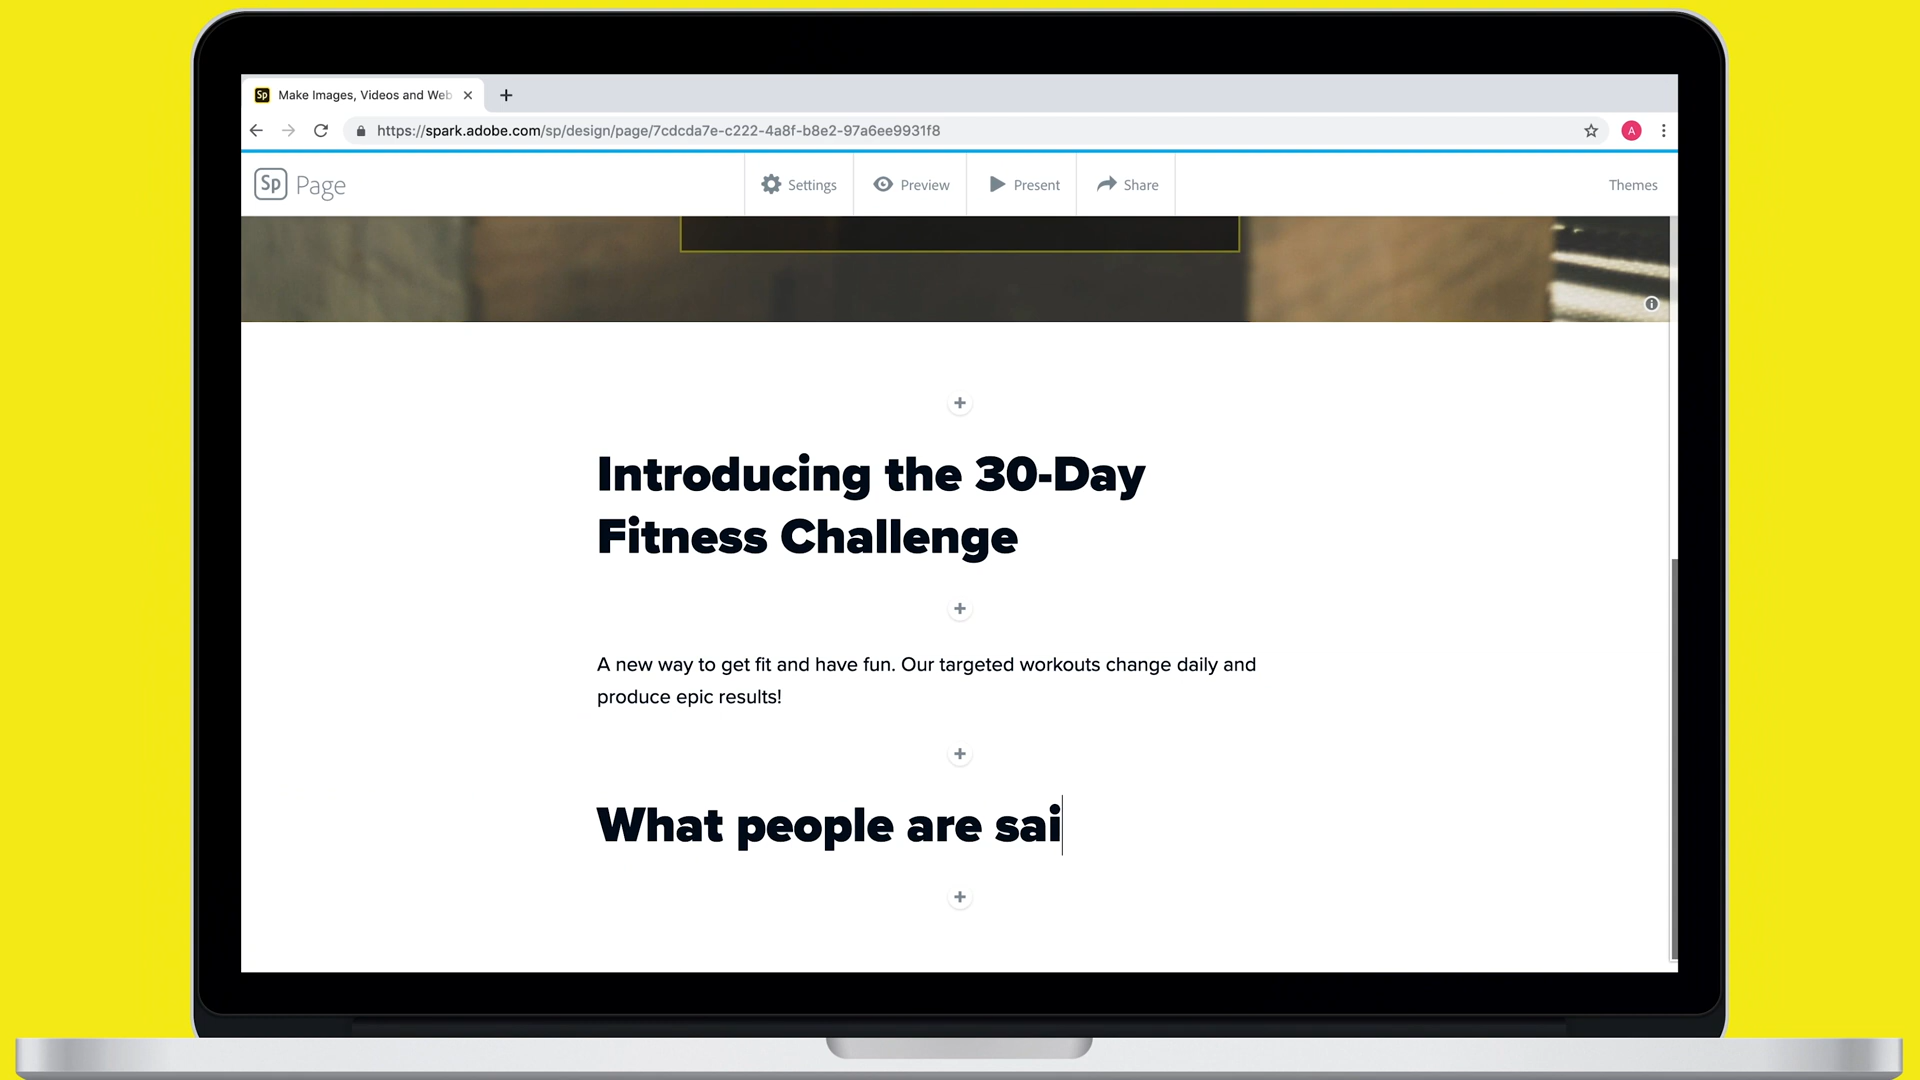 Sp Make Images, Videos and Web
https://spark.adobe.com/sp/design/page/7cdcda7e-c222-4a8f-b8e2-97a6ee9931f8 A
Sp Page Settings Preview Present Share Themes
Introducing the 30-Day
Fitness Challenge
A new way to get fit and have fun. Our targeted workouts change daily and
produce epic results!
What people are sai